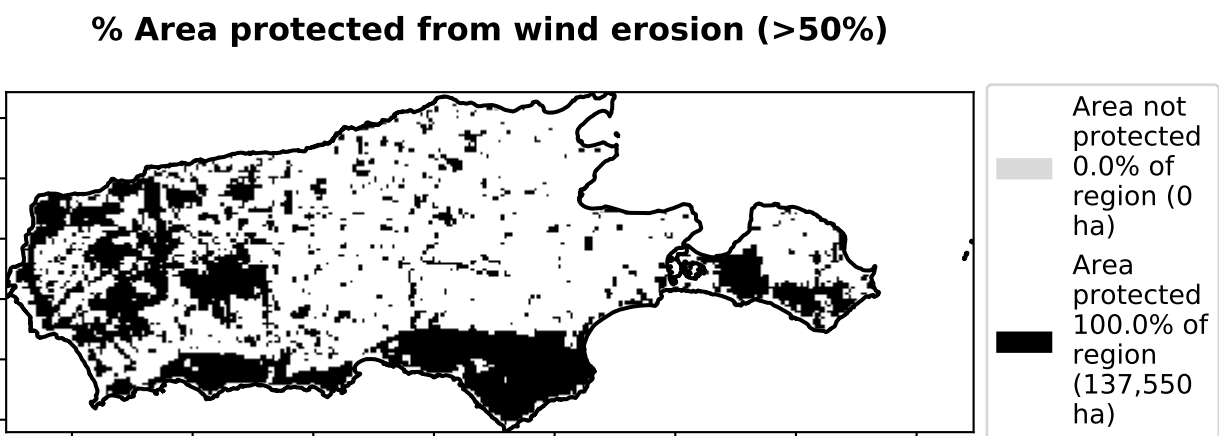 % Area protected from wind erosion (>50%)
Area not
protected
0.0% of
region (0
ha)
Area
protected
100.0% of
region
(137,550
ha)